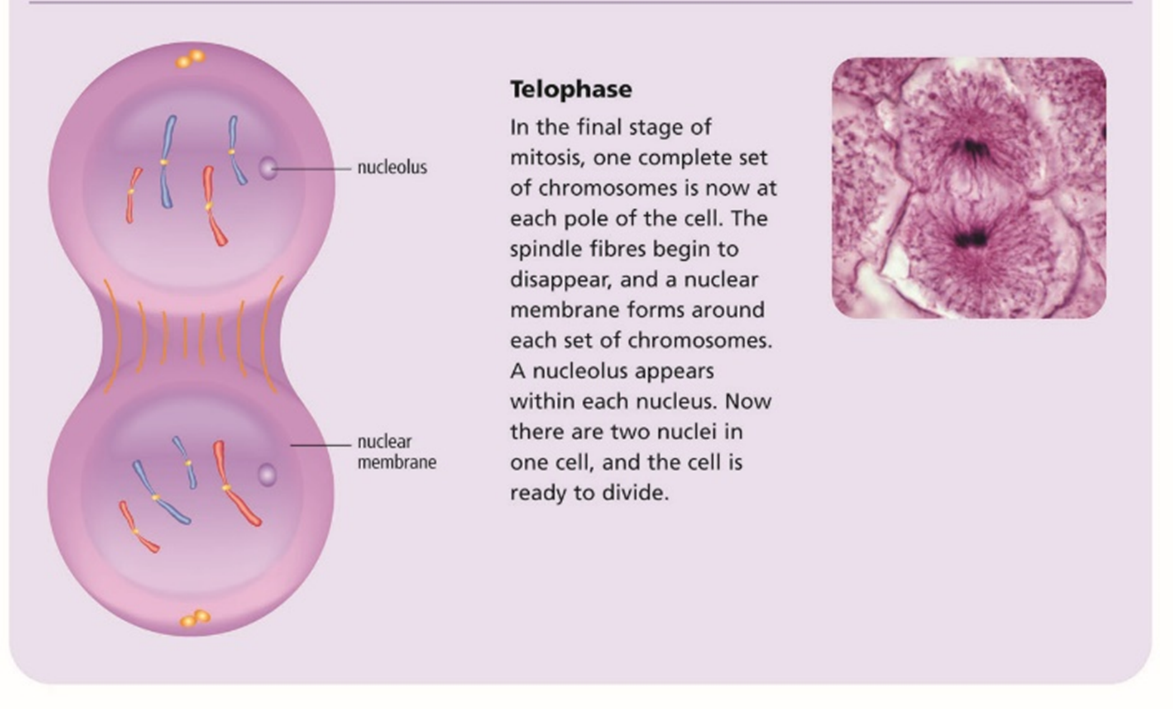 nucleolus
nuclear
membrane
Telophase
In the final stage of
mitosis, one complete set
of chromosomes is now at
each pole of the cell. The
spindle fibres begin to
disappear, and a nuclear
membrane forms around
each set of chromosomes.
A nucleolus appears
within each nucleus. Now
there are two nuclei in
one cell, and the cell is
ready to divide.